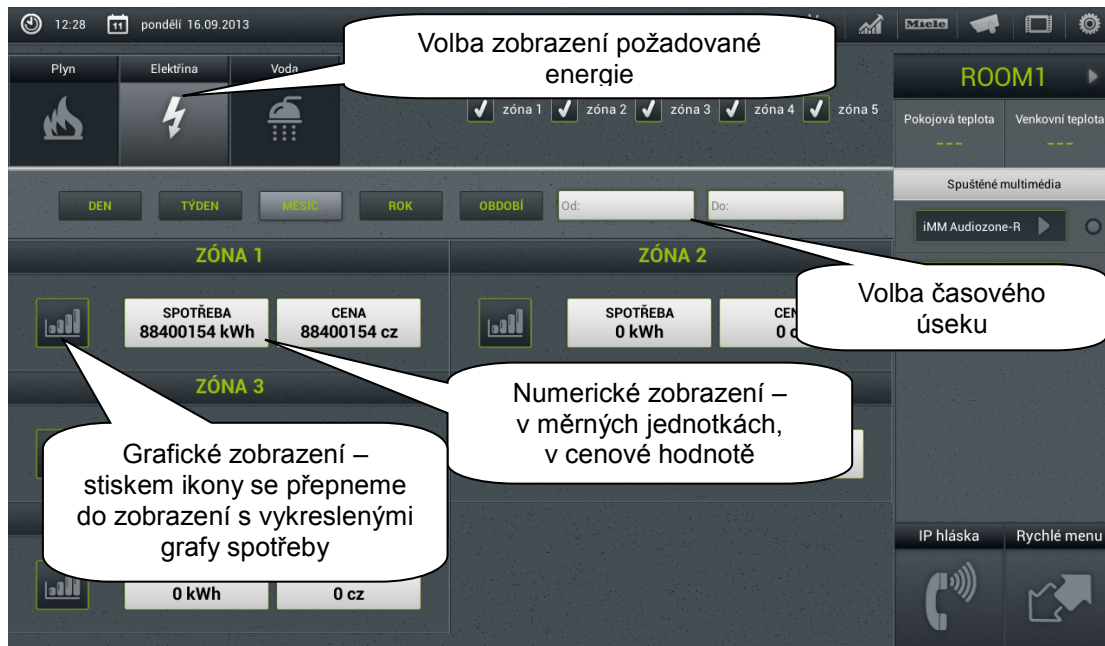 12:28 11 pondělí 16.09.2013
Miele
Volba zobrazení požadované
energie
Plyn Elektřina Voda
zóna 1 zóna 2 zóna 3 zóna 4 zóna 5
ROOM1
Pokojová teplota Venkovní teplota
--- ---
Spuštěné multimédia
iMM Audiozone-R
DEN TÝDEN MĚSÍC ROK OBDOBÍ Od: Do:
ZÓNA 1 ZÓNA 2
Volba časového
úseku
SPOTŘEBA CENA SPOTŘEBA
88400154 kWh 88400154 cz 0 kWh 0
ZÓNA 3
Numerické zobrazení –
v měrných jednotkách,
v cenové hodnotě
Grafické zobrazení –
stiskem ikony se přepneme
do zobrazení s vykreslenými
grafy spotřeby
0 kWh 0 cz
IP hláska Rychlé menu